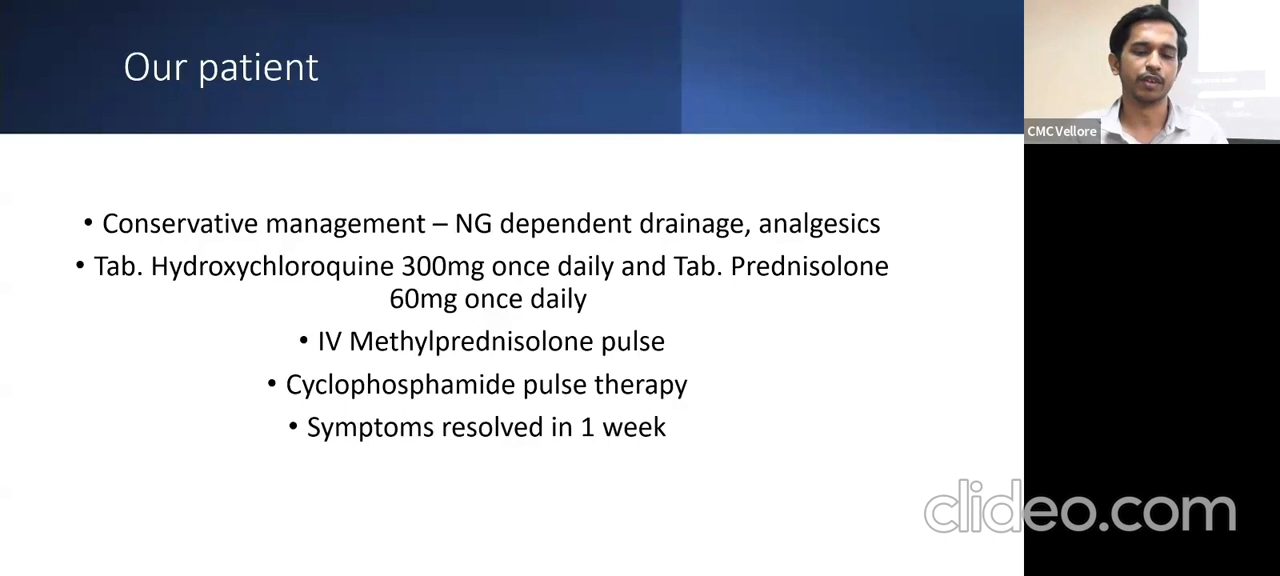 Our patient
CMC Vellore
• Conservative management – NG dependent drainage, analgesics
• Tab. Hydroxychloroquine 300mg once daily and Tab. Prednisolone
60mg once daily
• IV Methylprednisolone pulse
• Cyclophosphamide pulse therapy
• Symptoms resolved in 1 week
clideo.com